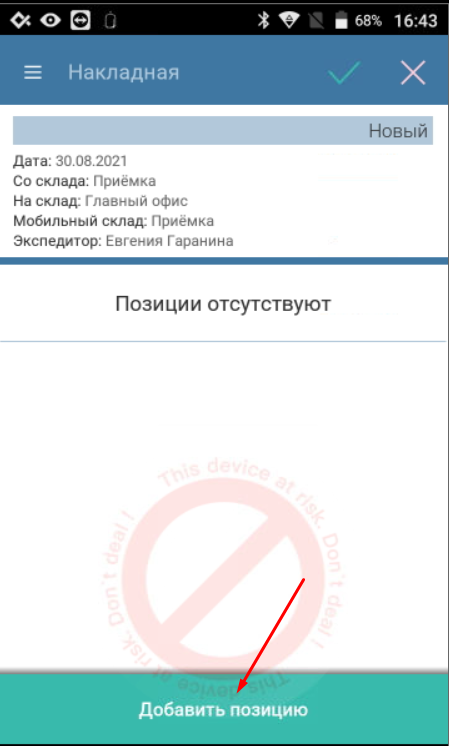 68% 16:43
Накладная
Новый
Дата: 30.08.2021
Со склада: Приёмка
На склад: Главный офис
Мобильный склад: Приёмка
Экспедитор: Евгения Гаранина
Позиции отсутствуют
This device at risk. Don't deal !
This device at risk. Don't deal !
Добавить позицию